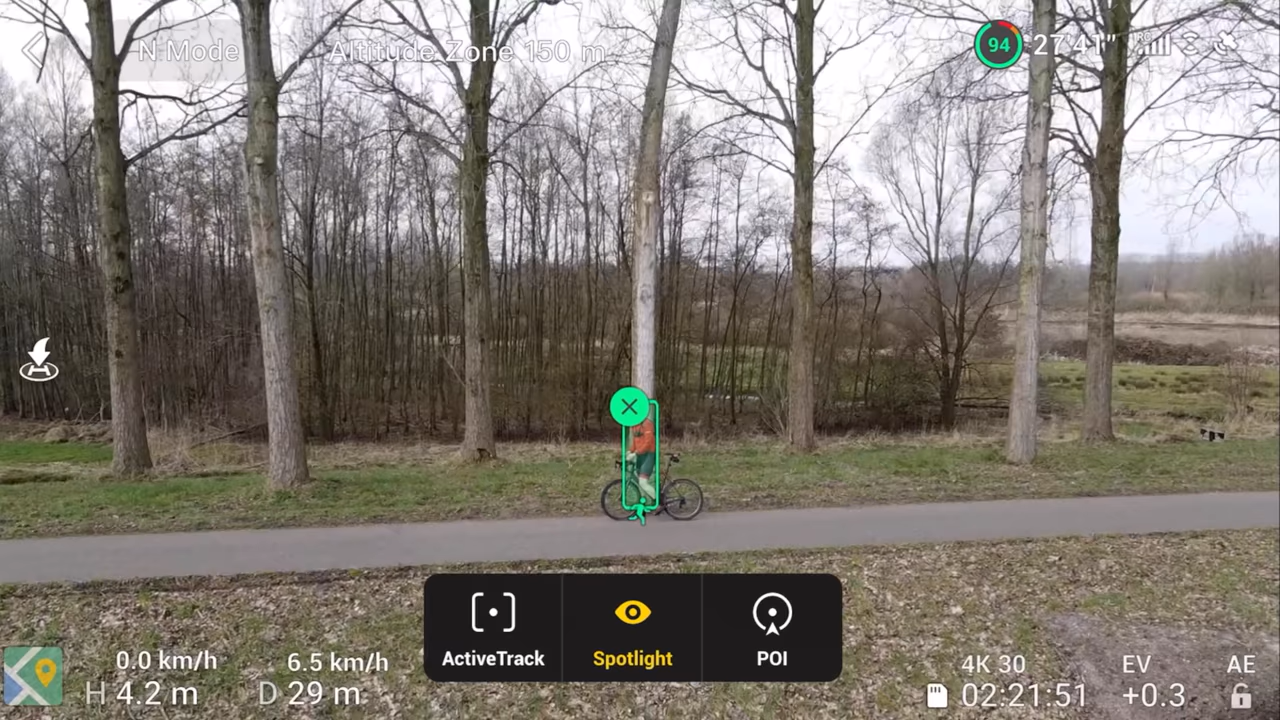 N Mode
Altitude Zone 150 m
94
27'41"
RC
ActiveTrack
Spotlight
POI
0.0 km/h
6.5 km/h
H 4.2 m
D 29 m
4K 30
EV
AE
02:21:51
+0.3